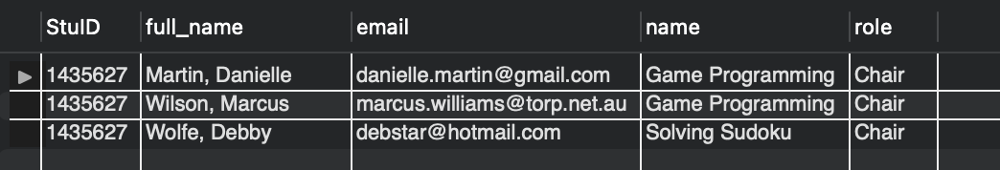 StuID full_name email name role
1435627 Martin, Danielle danielle.martin@gmail.com Game Programming Chair
1435627 Wilson, Marcus marcus.williams@torp.net.au Game Programming Chair
1435627 Wolfe, Debby debstar@hotmail.com Solving Sudoku Chair